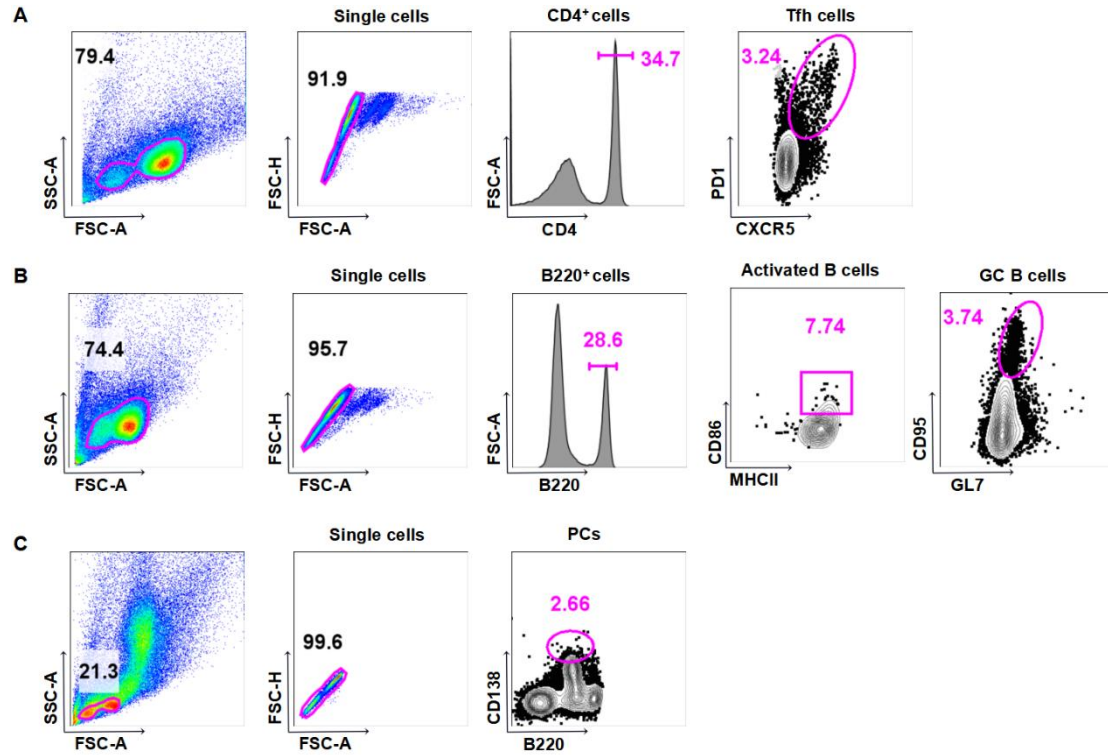 A
Single cells
CD4⁺ cells
Tfh cells
79.4
91.9
34.7
3.24
SSC-A
FSC-A
FSC-H
FSC-A
FSC-A
CD4
PD1
CXCR5
B
Single cells
B220⁺ cells
Activated B cells
GC B cells
74.4
95.7
28.6
7.74
3.74
SSC-A
FSC-A
FSC-H
FSC-A
FSC-A
B220
CD86
MHCII
CD95
GL7
C
Single cells
PCs
21.3
99.6
2.66
SSC-A
FSC-A
FSC-H
FSC-A
CD138
B220